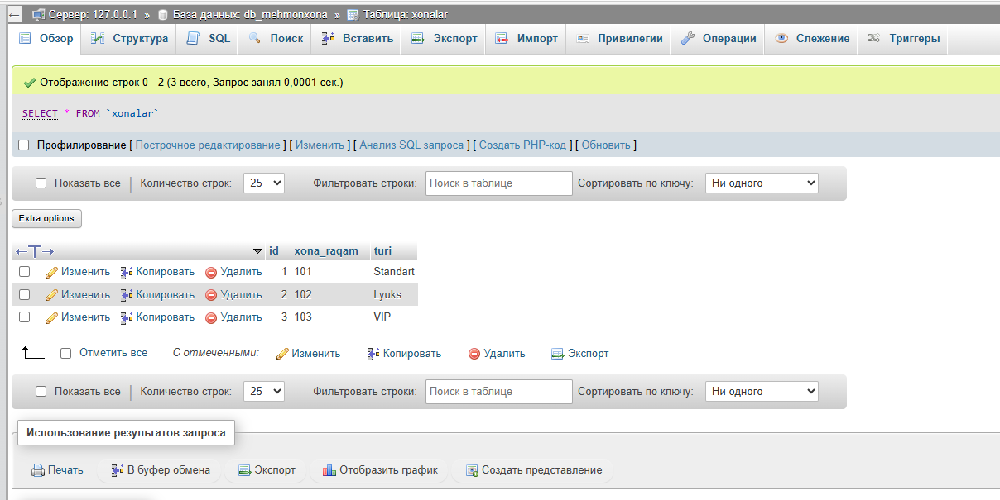 Сервер: 127.0.0.1 » База данных: db_mehmonxona » Таблица: xonalar
Обзор Структура SQL Поиск Вставить Экспорт Импорт Привилегии Операции Слежение Триггеры
Отображение строк 0 - 2 (3 всего, Запрос занял 0,0001 сек.)
SELECT * FROM `xonalar`
Профилирование [ Построчное редактирование ] [ Изменить ] [ Анализ SQL запроса ] [ Создать PHP-код ] [ Обновить ]
Показать все Количество строк: 25 Фильтровать строки: Поиск в таблице Сортировать по ключу: Ни одного
Extra options
id xona_raqam turi
Изменить Копировать Удалить 1 101 Standart
Изменить Копировать Удалить 2 102 Lyuks
Изменить Копировать Удалить 3 103 VIP
Отметить все С отмеченными: Изменить Копировать Удалить Экспорт
Показать все Количество строк: 25 Фильтровать строки: Поиск в таблице Сортировать по ключу: Ни одного
Использование результатов запроса
Печать В буфер обмена Экспорт Отобразить график Создать представление